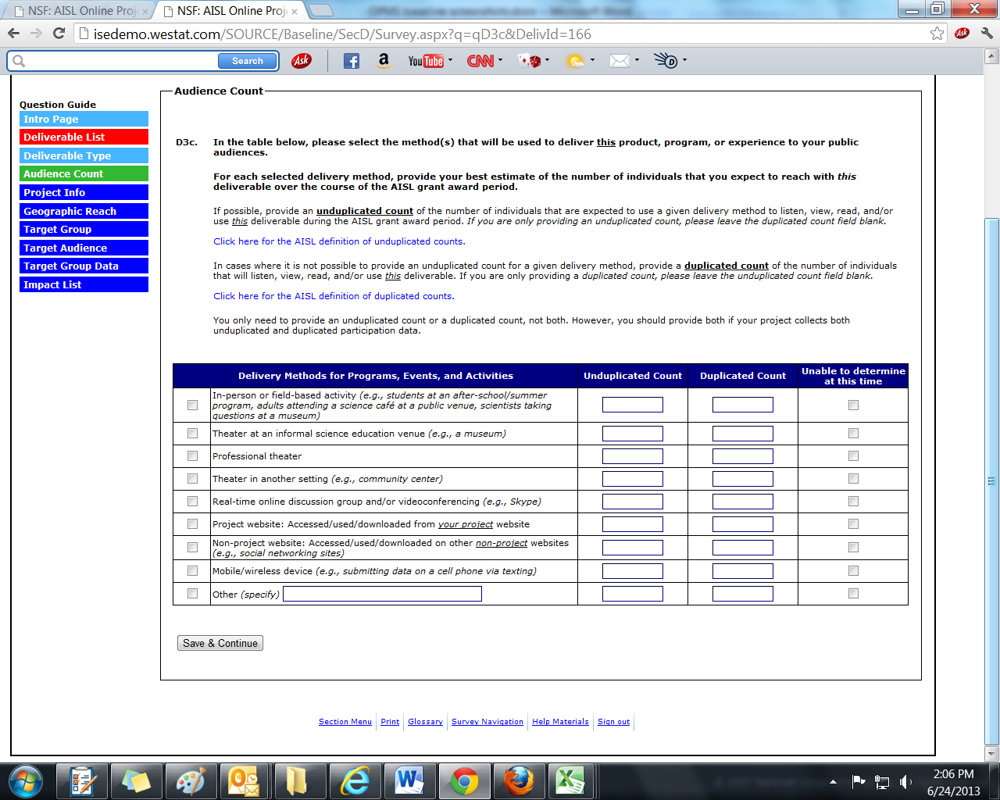 NSF: AISL Online Proj
NSF: AISL Online Proj
isedemo.westat.com/SOURCE/Baseline/SecD/Survey.aspx?q=qD3c&DelivId=166
Ask
Search
Ask
a
YouTube
CNN
Question Guide
Intro Page
Deliverable List
Deliverable Type
Audience Count
Project Info
Geographic Reach
Target Group
Target Audience
Target Group Data
Impact List
Audience Count
D3c. In the table below, please select the method(s) that will be used to deliver this product, program, or experience to your public
audiences.
For each selected delivery method, provide your best estimate of the number of individuals that you expect to reach with this
deliverable over the course of the AISL grant award period.
If possible, provide an unduplicated count of the number of individuals that are expected to use a given delivery method to listen, view, read, and/or
use this deliverable during the AISL grant award period. If you are only providing an unduplicated count, please leave the duplicated count field blank.
Click here for the AISL definition of unduplicated counts.
In cases where it is not possible to provide an unduplicated count for a given delivery method, provide a duplicated count of the number of individuals
that will listen, view, read, and/or use this deliverable. If you are only providing a duplicated count, please leave the unduplicated count field blank.
Click here for the AISL definition of duplicated counts.
You only need to provide an unduplicated count or a duplicated count, not both. However, you should provide both if your project collects both
unduplicated and duplicated participation data.
Delivery Methods for Programs, Events, and Activities Unduplicated Count Duplicated Count Unable to determine
at this time
In-person or field-based activity (e.g., students at an after-school/summer
program, adults attending a science café at a public venue, scientists taking
questions at a museum)
Theater at an informal science education venue (e.g., a museum)
Professional theater
Theater in another setting (e.g., community center)
Real-time online discussion group and/or videoconferencing (e.g., Skype)
Project website: Accessed/used/downloaded from your project website
Non-project website: Accessed/used/downloaded on other non-project websites
(e.g., social networking sites)
Mobile/wireless device (e.g., submitting data on a cell phone via texting)
Other (specify)
Save & Continue
Section Menu Print Glossary Survey Navigation Help Materials Sign out
2:06 PM
6/24/2013